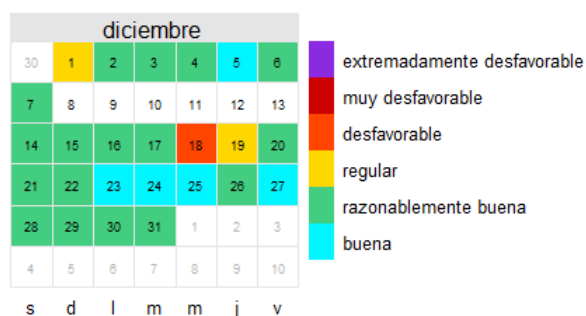 diciembre
30 1 2 3 4 5 6
7 8 9 10 11 12 13
14 15 16 17 18 19 20
21 22 23 24 25 26 27
28 29 30 31 1 2 3
4 5 6 7 8 9 10
s d l m m j v
extremadamente desfavorable
muy desfavorable
desfavorable
regular
razonablemente buena
buena